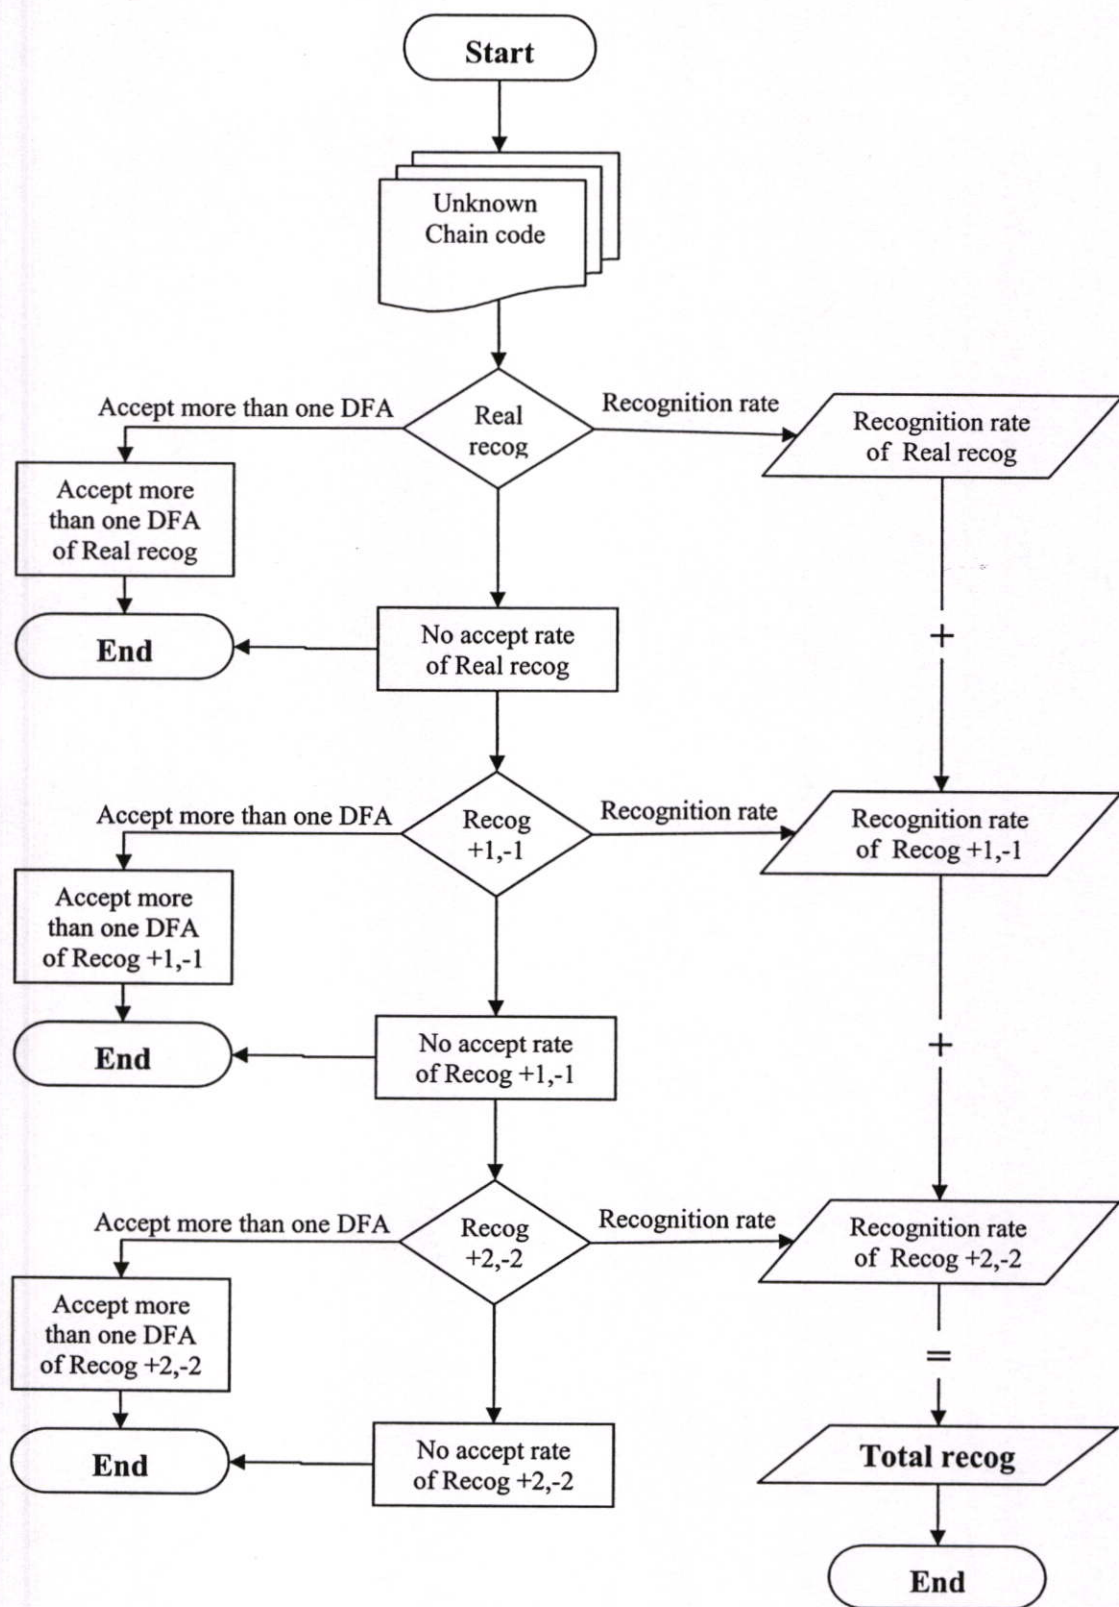 Start
Unknown
Chain code
Accept more than one DFA
Real
recog
Recognition rate
Recognition rate
of Real recog
Accept more
than one DFA
of Real recog
+
End
No accept rate
of Real recog
Accept more than one DFA
Recog
+1,-1
Recognition rate
Recognition rate
of Recog +1,-1
Accept more
than one DFA
of Recog +1,-1
+
End
No accept rate
of Recog +1,-1
Accept more than one DFA
Recog
+2,-2
Recognition rate
Recognition rate
of Recog +2,-2
Accept more
than one DFA
of Recog +2,-2
=
End
No accept rate
of Recog +2,-2
Total recog
End